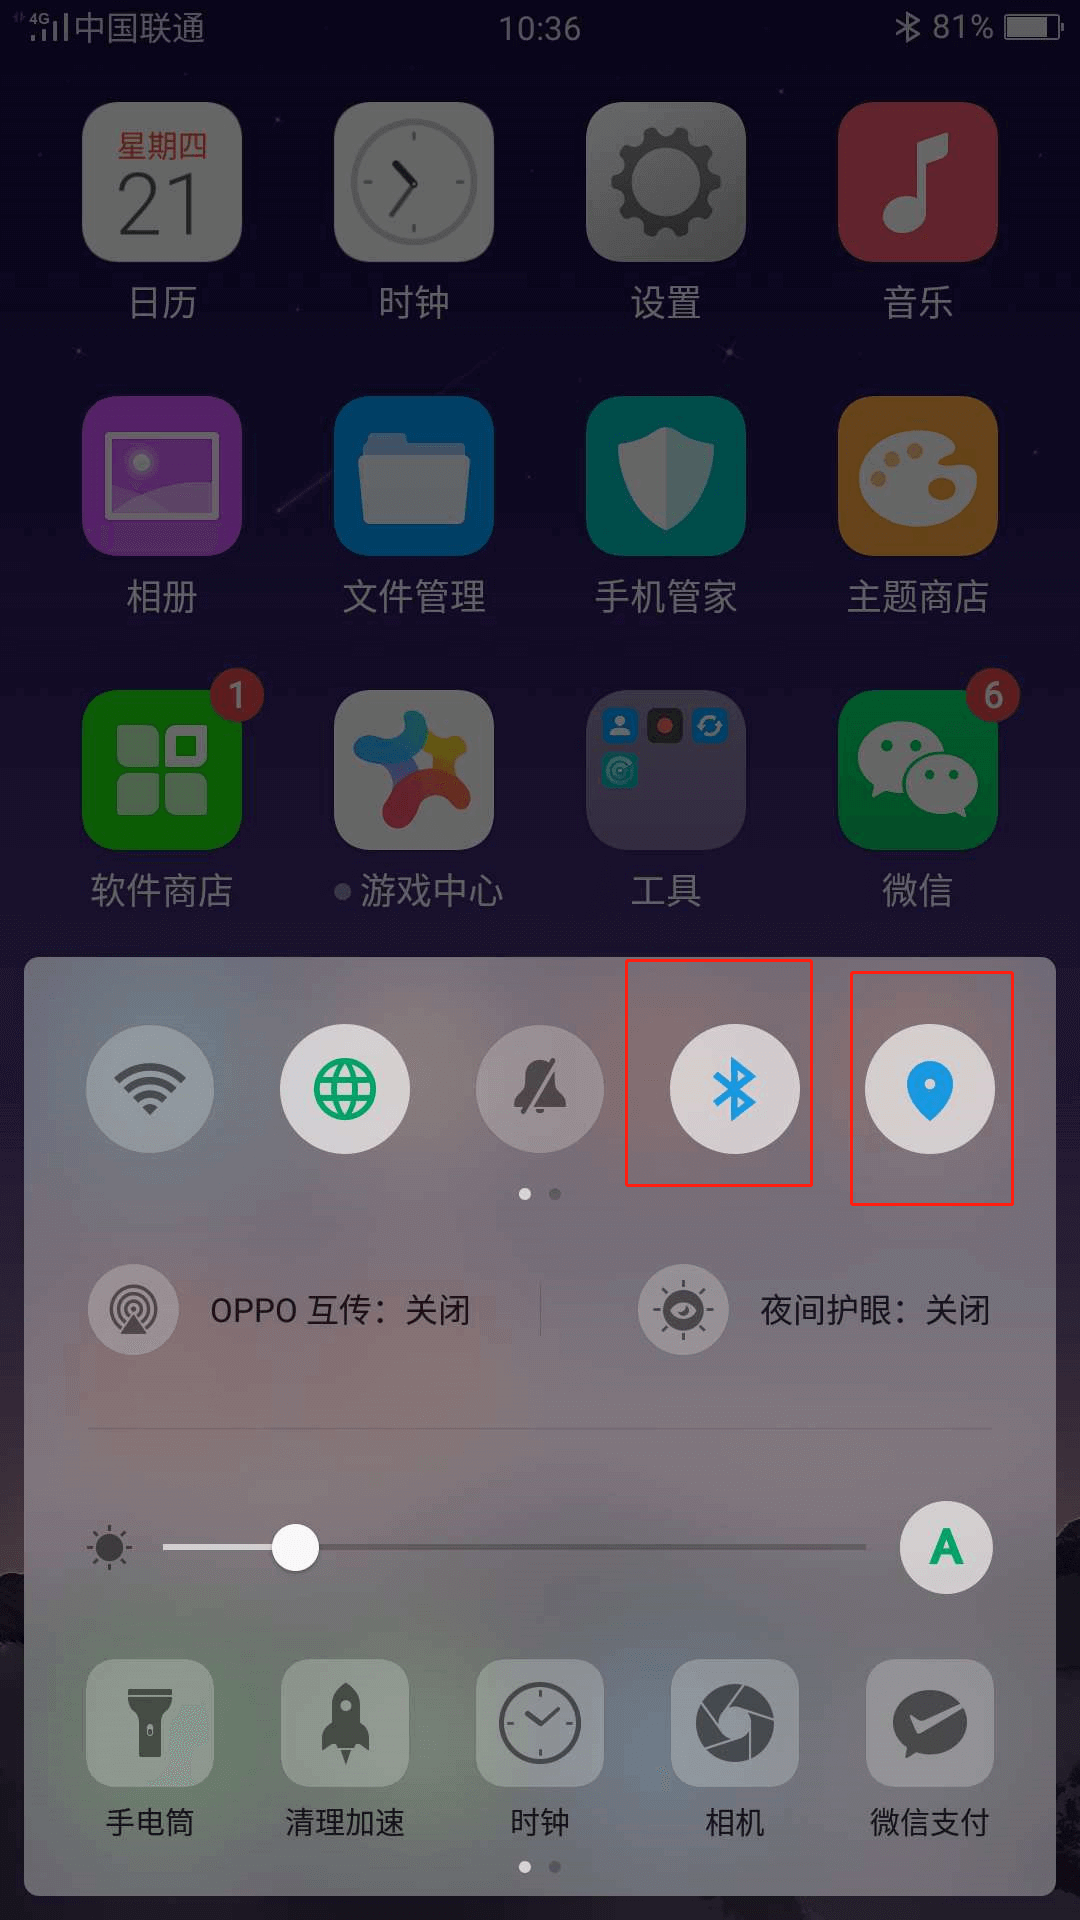 4G 中国联通 10:36 81%
星期四
21
日历 时钟 设置 音乐
相册 文件管理 手机管家 主题商店
1 6
软件商店 游戏中心 工具 微信
OPPO 互传：关闭 夜间护眼：关闭
A
手电筒 清理加速 时钟 相机 微信支付